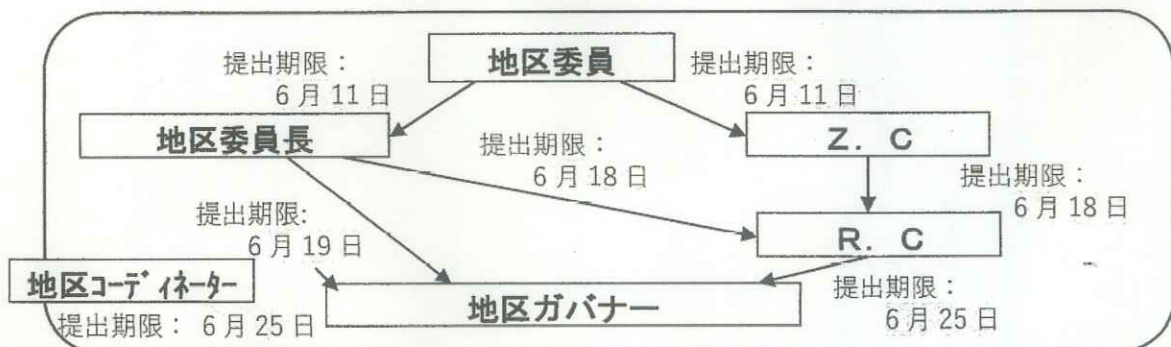 提出期限：
6月11日
地区委員
提出期限：
6月11日
地区委員長
提出期限：
6月18日
Z．C
提出期限：
6月18日
提出期限：
6月19日
R．C
地区ｺｰﾃﾞｨﾈｰﾀｰ
提出期限： 6月25日
地区ガバナー
提出期限：
6月25日